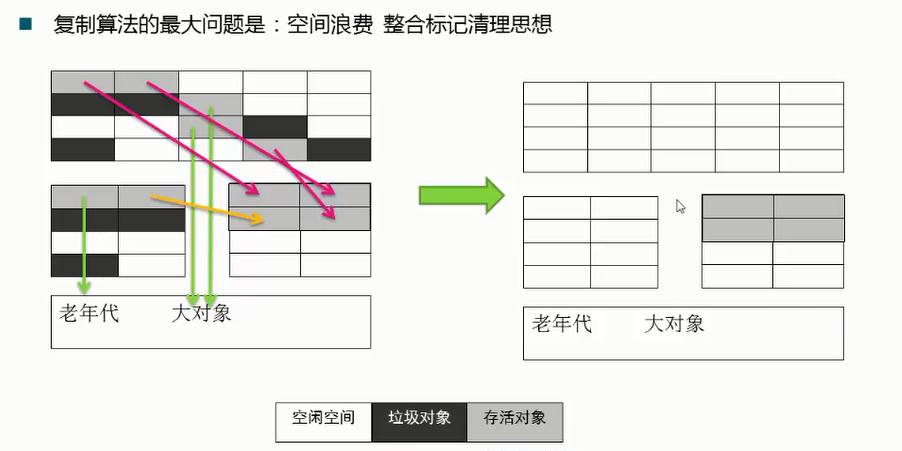 复制算法的最大问题是：空间浪费 整合标记清理思想
老年代 大对象
老年代 大对象
空闲空间 垃圾对象 存活对象